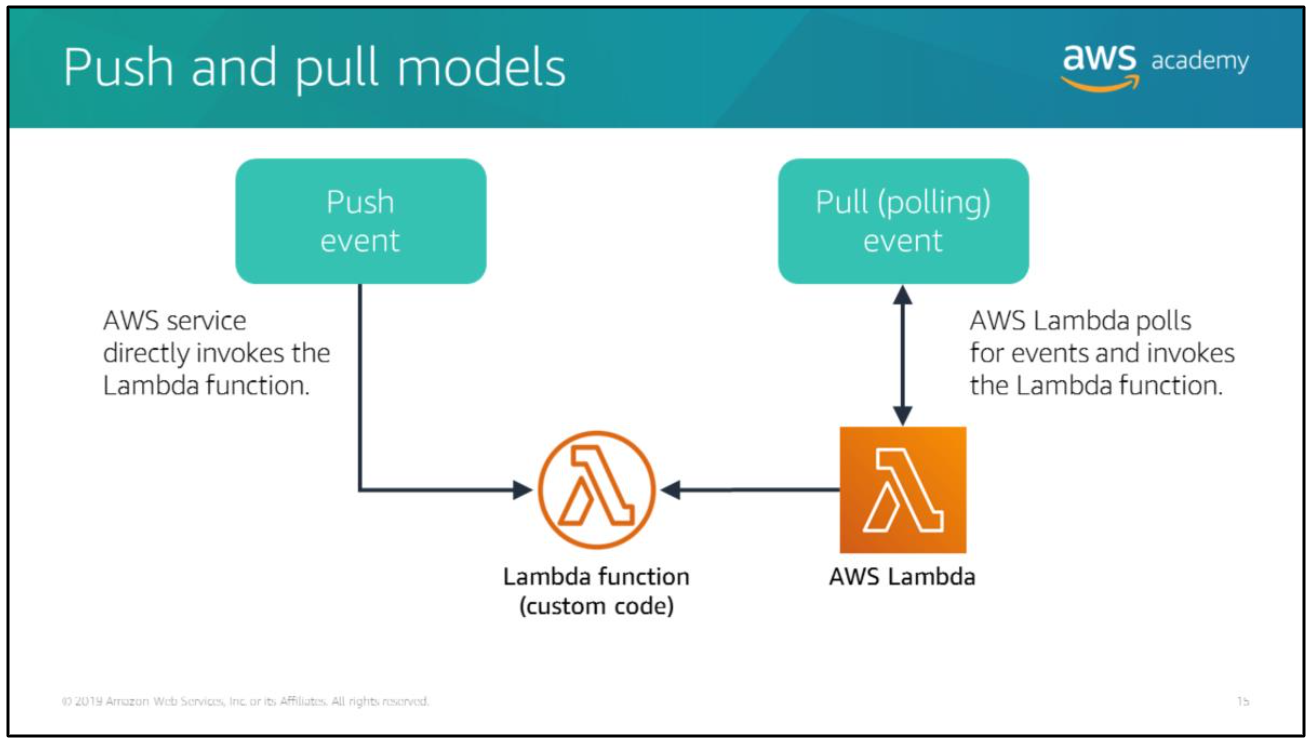 Push and pull models
aws academy
Push
event
Pull (polling)
event
AWS service
directly invokes the
Lambda function.
AWS Lambda polls
for events and invokes
the Lambda function.
Lambda function
(custom code)
AWS Lambda
© 2019 Amazon Web Services, Inc. or its Affiliates. All rights reserved.
15